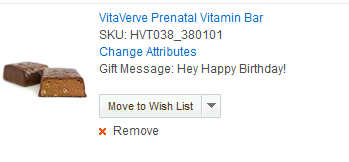 VitaVerve Prenatal Vitamin Bar
SKU: HVT038_380101
Change Attributes
Gift Message: Hey Happy Birthday!
Move to Wish List
Remove